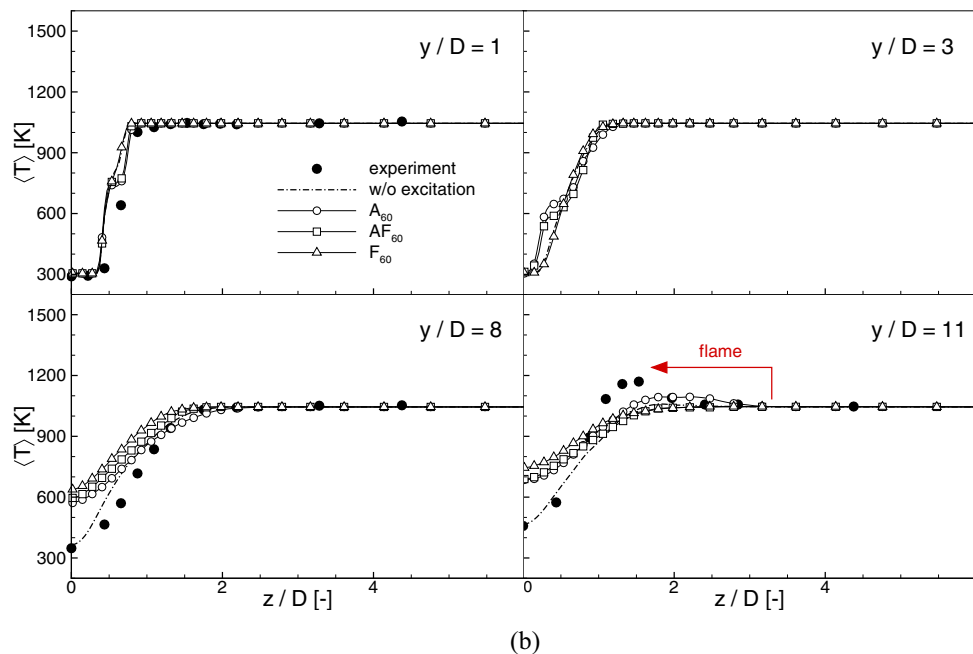 1500
1200
900
600
300
⟨T⟩ [K]
y / D = 1
experiment
w/o excitation
A60
AF60
F60
y / D = 3
1500
1200
900
600
300
⟨T⟩ [K]
y / D = 8
y / D = 11
flame
0 2 4
0 2 4
z / D [-]
z / D [-]
(b)